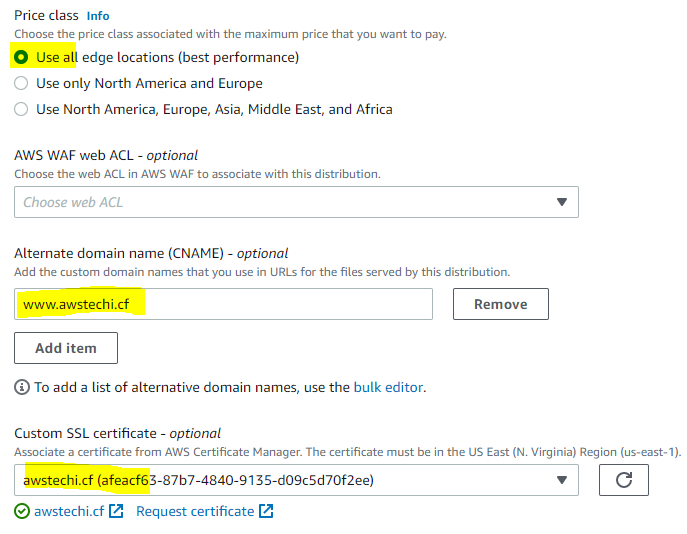 Price class Info
Choose the price class associated with the maximum price that you want to pay.
Use all edge locations (best performance)
Use only North America and Europe
Use North America, Europe, Asia, Middle East, and Africa
AWS WAF web ACL - optional
Choose the web ACL in AWS WAF to associate with this distribution.
Choose web ACL
Alternate domain name (CNAME) - optional
Add the custom domain names that you use in URLs for the files served by this distribution.
www.awstechi.cf
Remove
Add item
To add a list of alternative domain names, use the bulk editor.
Custom SSL certificate - optional
Associate a certificate from AWS Certificate Manager. The certificate must be in the US East (N. Virginia) Region (us-east-1).
awstechi.cf (afeacf63-87b7-4840-9135-d09c5d70f2ee)
awstechi.cf Request certificate